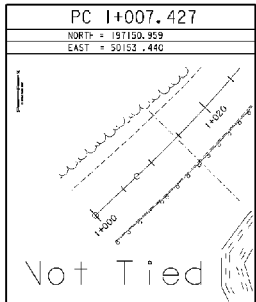 PC 1+007.427
NORTH = 197150.959
EAST = 50153.440
1+020
1+000
Not Tied